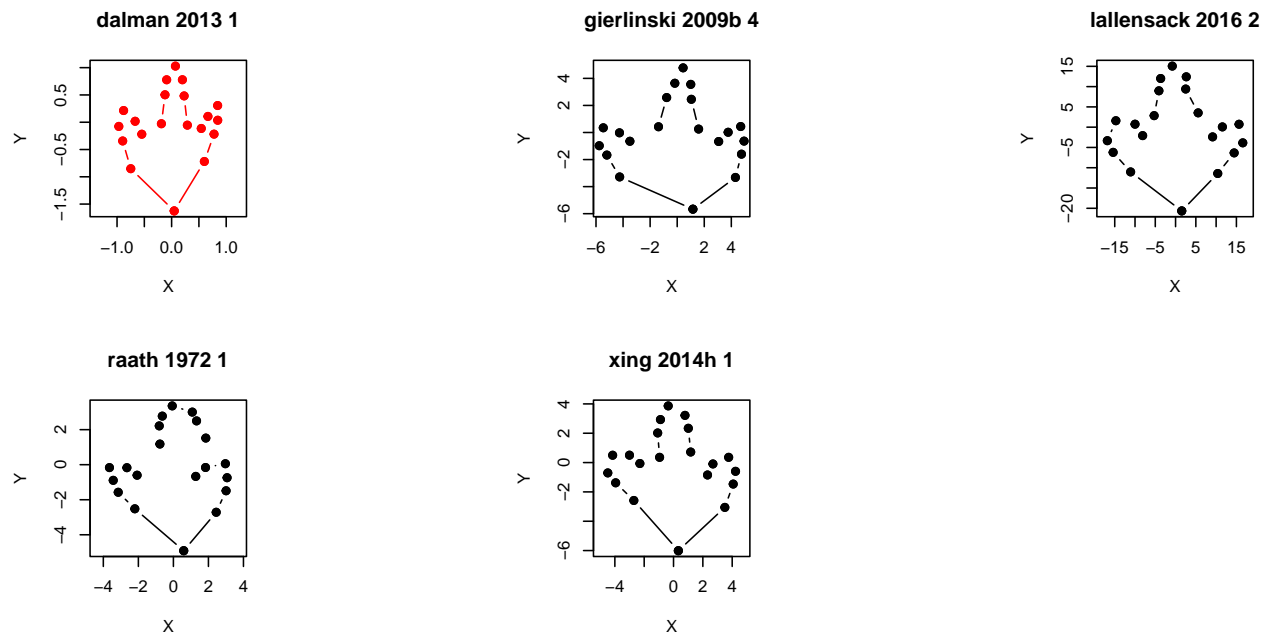 dalman 2013 1
Y
0.5
−0.5
−1.5
−1.0 0.0 1.0
X
gierlinski 2009b 4
Y
4
2
−2
−6
−6 −2 2 4
X
lallensack 2016 2
Y
15
5
−5
−20
−15 −5 5 15
X
raath 1972 1
Y
2
0
−2
−4
−4 −2 0 2 4
X
xing 2014h 1
Y
4
2
0
−2
−6
−4 0 2 4
X